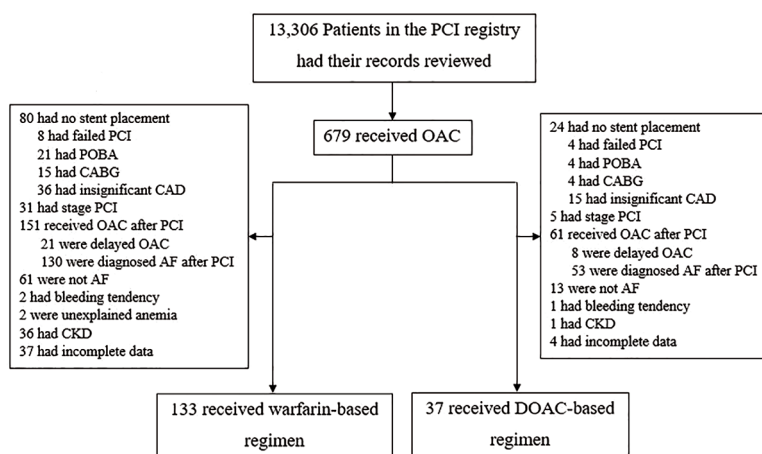 13,306 Patients in the PCI registry
had their records reviewed
679 received OAC
80 had no stent placement
8 had failed PCI
21 had POBA
15 had CABG
36 had insignificant CAD
31 had stage PCI
151 received OAC after PCI
21 were delayed OAC
130 were diagnosed AF after PCI
61 were not AF
2 had bleeding tendency
2 were unexplained anemia
36 had CKD
37 had incomplete data
24 had no stent placement
4 had failed PCI
4 had POBA
4 had CABG
15 had insignificant CAD
5 had stage PCI
61 received OAC after PCI
8 were delayed OAC
53 were diagnosed AF after PCI
13 were not AF
1 had bleeding tendency
1 had CKD
4 had incomplete data
133 received warfarin-based
regimen
37 received DOAC-based
regimen